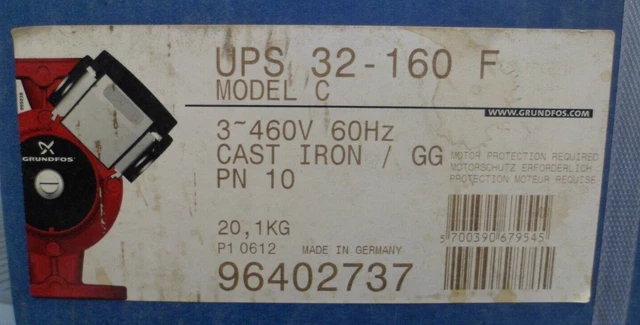 UPS 32-160 F
MODEL C
WWW.GRUNDFOS.COM
3~460V 60Hz
CAST IRON / GG
PN 10
MOTOR PROTECTION REQUIRED
MOTORSCHUTZ ERFORDERLICH
PROTECTION MOTEUR REQUISE
GRUNDFOS
20,1KG
P1 0612 MADE IN GERMANY
96402737
5 700390 679545